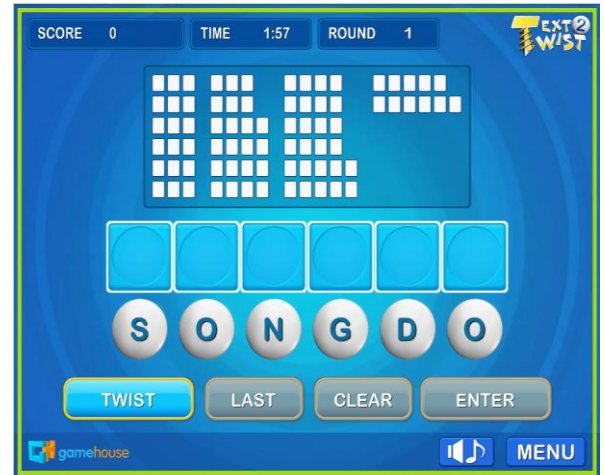 SCORE 0 TIME 1:57 ROUND 1
TEXT 2
TWIST
S O N G D O
TWIST LAST CLEAR ENTER
gamehouse MENU